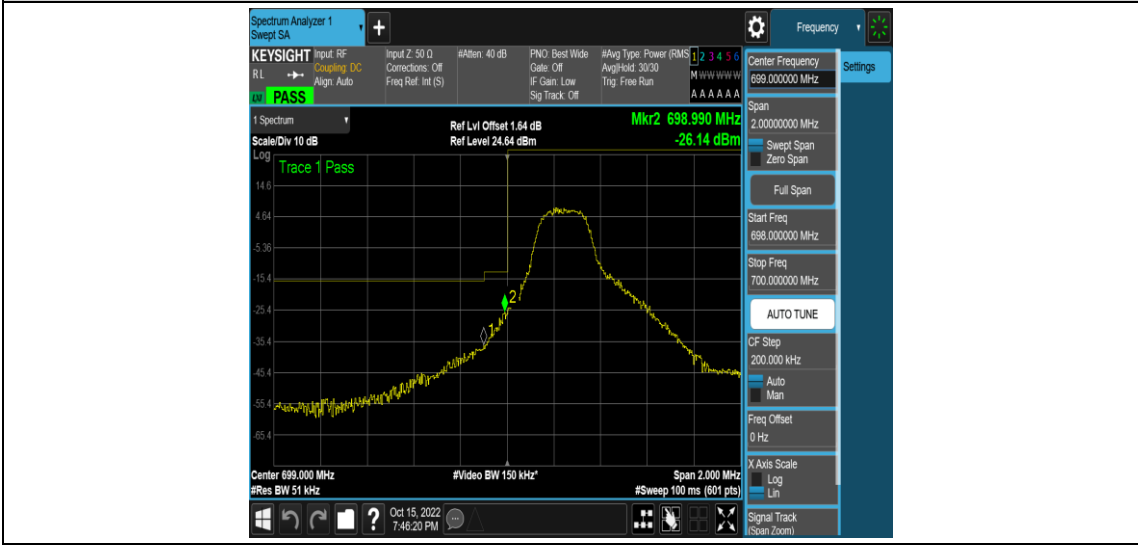 Spectrum Analyzer 1
Swept SA
+
Frequency
KEYSIGHT
RL
PASS
Input: RF
Coupling: DC
Align: Auto
Input Z: 50 Ω
Corrections: Off
Freq Ref: Int (S)
#Atten: 40 dB
PNO: Best Wide
Gate: Off
IF Gain: Low
Sig Track: Off
#Avg Type: Power (RMS
Avg|Hold: 30/30
Trig: Free Run
1 2 3 4 5 6
M W W W W W
A A A A A A
1 Spectrum
Scale/Div 10 dB
Ref Lvl Offset 1.64 dB
Ref Level 24.64 dBm
Mkr2 698.990 MHz
-26.14 dBm
Log
Trace 1 Pass
14.6
4.64
-5.36
-15.4
-25.4
-35.4
-45.4
-55.4
-65.4
2
1
Center 699.000 MHz
#Res BW 51 kHz
#Video BW 150 kHz*
Span 2.000 MHz
#Sweep 100 ms (601 pts)
?
Oct 15, 2022
7:46:20 PM
Center Frequency
699.000000 MHz
Settings
Span
2.00000000 MHz
Swept Span
Zero Span
Full Span
Start Freq
698.000000 MHz
Stop Freq
700.000000 MHz
AUTO TUNE
CF Step
200.000 kHz
Auto
Man
Freq Offset
0 Hz
X Axis Scale
Log
Lin
Signal Track
(Span Zoom)